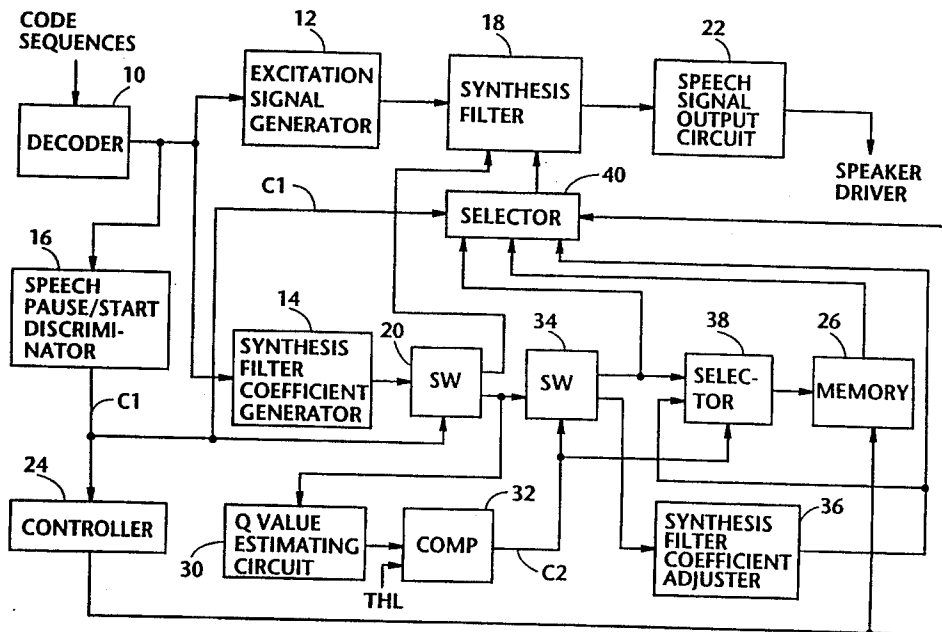 CODE
SEQUENCES
10
DECODER
12
EXCITATION
SIGNAL
GENERATOR
18
SYNTHESIS
FILTER
22
SPEECH
SIGNAL
OUTPUT
CIRCUIT
SPEAKER
DRIVER
C1
40
SELECTOR
16
SPEECH
PAUSE/START
DISCRIMI-
NATOR
14
SYNTHESIS
FILTER
COEFFICIENT
GENERATOR
20
SW
34
SW
38
SELEC-
TOR
26
MEMORY
C1
24
CONTROLLER
30
Q VALUE
ESTIMATING
CIRCUIT
32
COMP
THL
C2
36
SYNTHESIS
FILTER
COEFFICIENT
ADJUSTER